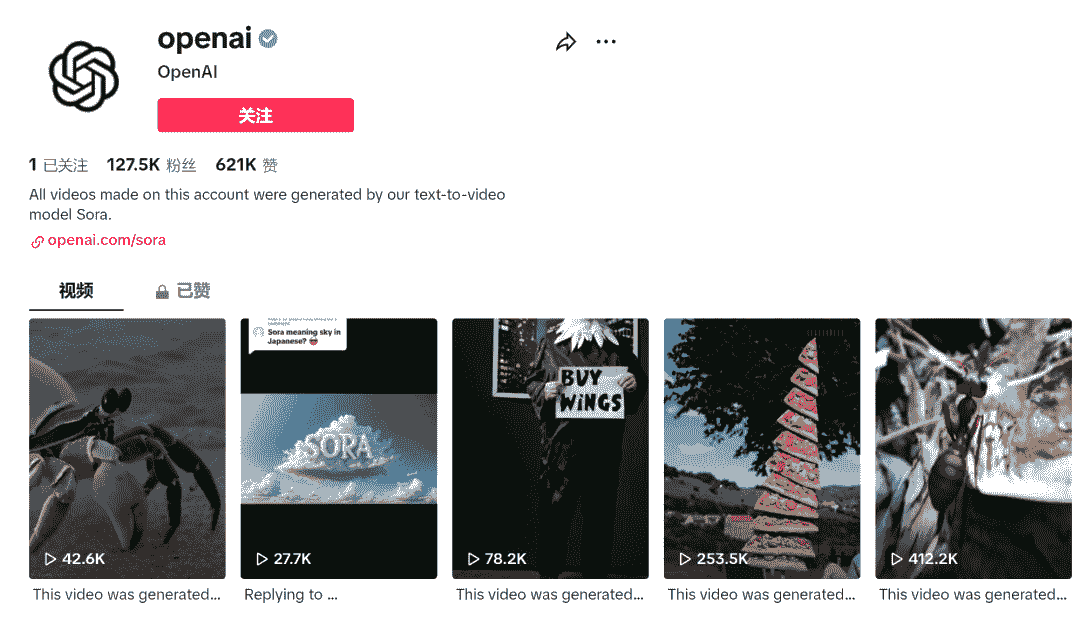 openai
OpenAI
关注
1 已关注 127.5K 粉丝 621K 赞
All videos made on this account were generated by our text-to-video
model Sora.
openai.com/sora
视频 已赞
Sora meaning sky in
Japanese?
SORA
BUY
WINGS
42.6K 27.7K 78.2K 253.5K 412.2K
This video was generated... Replying to ... This video was generated... This video was generated... This video was generated...